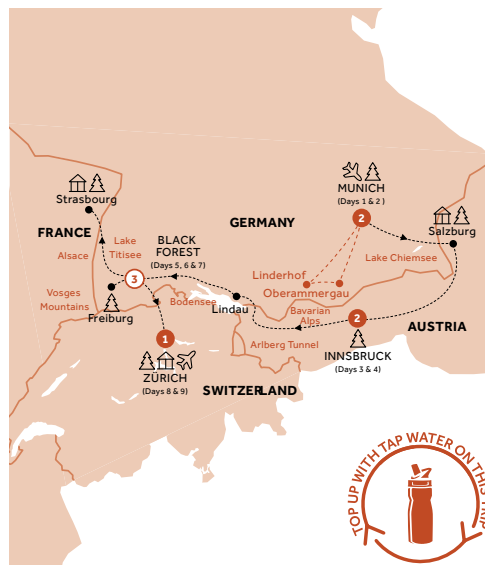 MUNICH
(Days 1 & 2 )
2
Strasbourg
Salzburg
FRANCE
GERMANY
Lake
Titisee
BLACK
FOREST
(Days 5, 6 & 7)
Alsace
Lake Chiemsee
3
Linderhof
Oberammergau
Vosges
Mountains
Bodensee
Lindau
Freiburg
Bavarian
Alps
2
AUSTRIA
1
Arlberg Tunnel
INNSBRUCK
(Days 3 & 4)
ZÜRICH
(Days 8 & 9)
SWITZERLAND
TOP UP WITH TAP WATER ON THIS TRIP